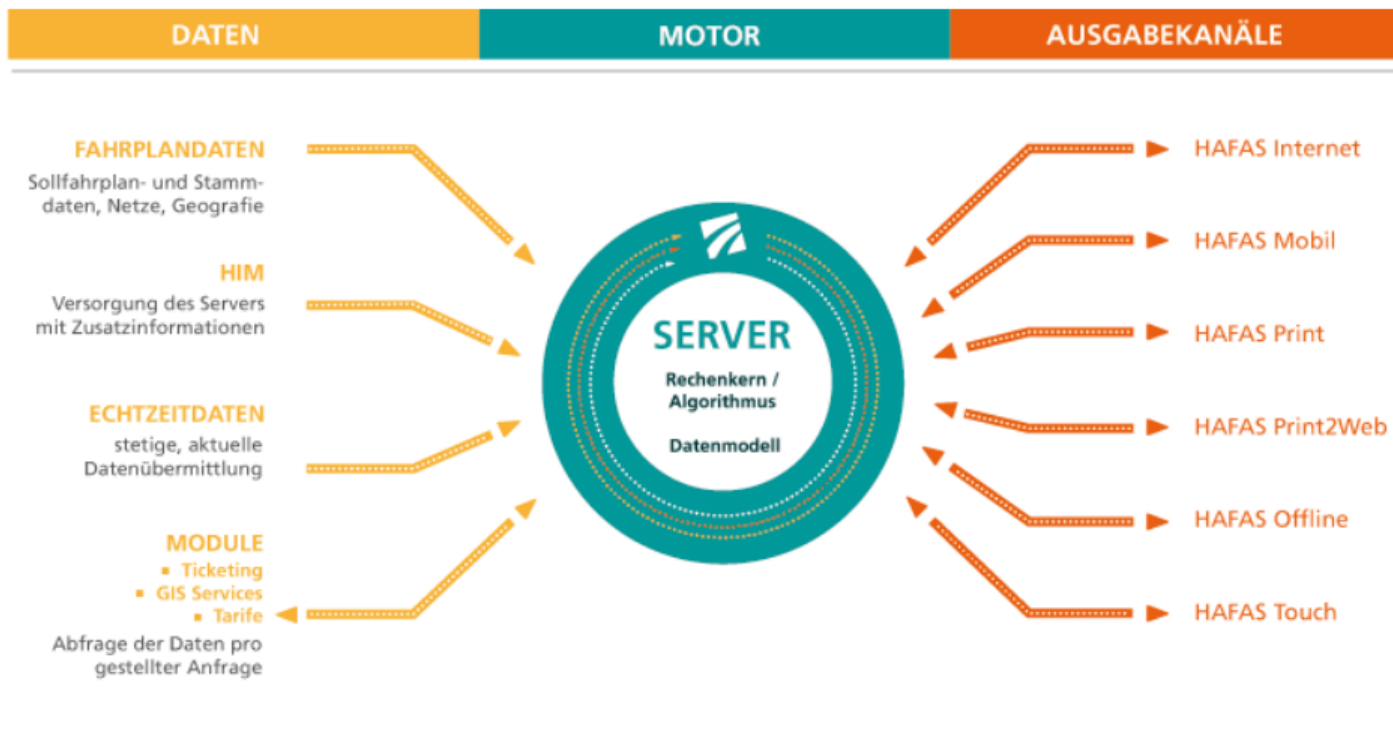 DATEN
MOTOR
AUSGABEKANÄLE
FAHRPLANDATEN
Sollfahrplan- und Stamm-
daten, Netze, Geografie
HIM
Versorgung des Servers
mit Zusatzinformationen
ECHTZEITDATEN
stetige, aktuelle
Datenübermittlung
MODULE
▪ Ticketing
▪ GIS Services
▪ Tarife
Abfrage der Daten pro
gestellter Anfrage
SERVER
Rechenkern /
Algorithmus
Datenmodell
HAFAS Internet
HAFAS Mobil
HAFAS Print
HAFAS Print2Web
HAFAS Offline
HAFAS Touch